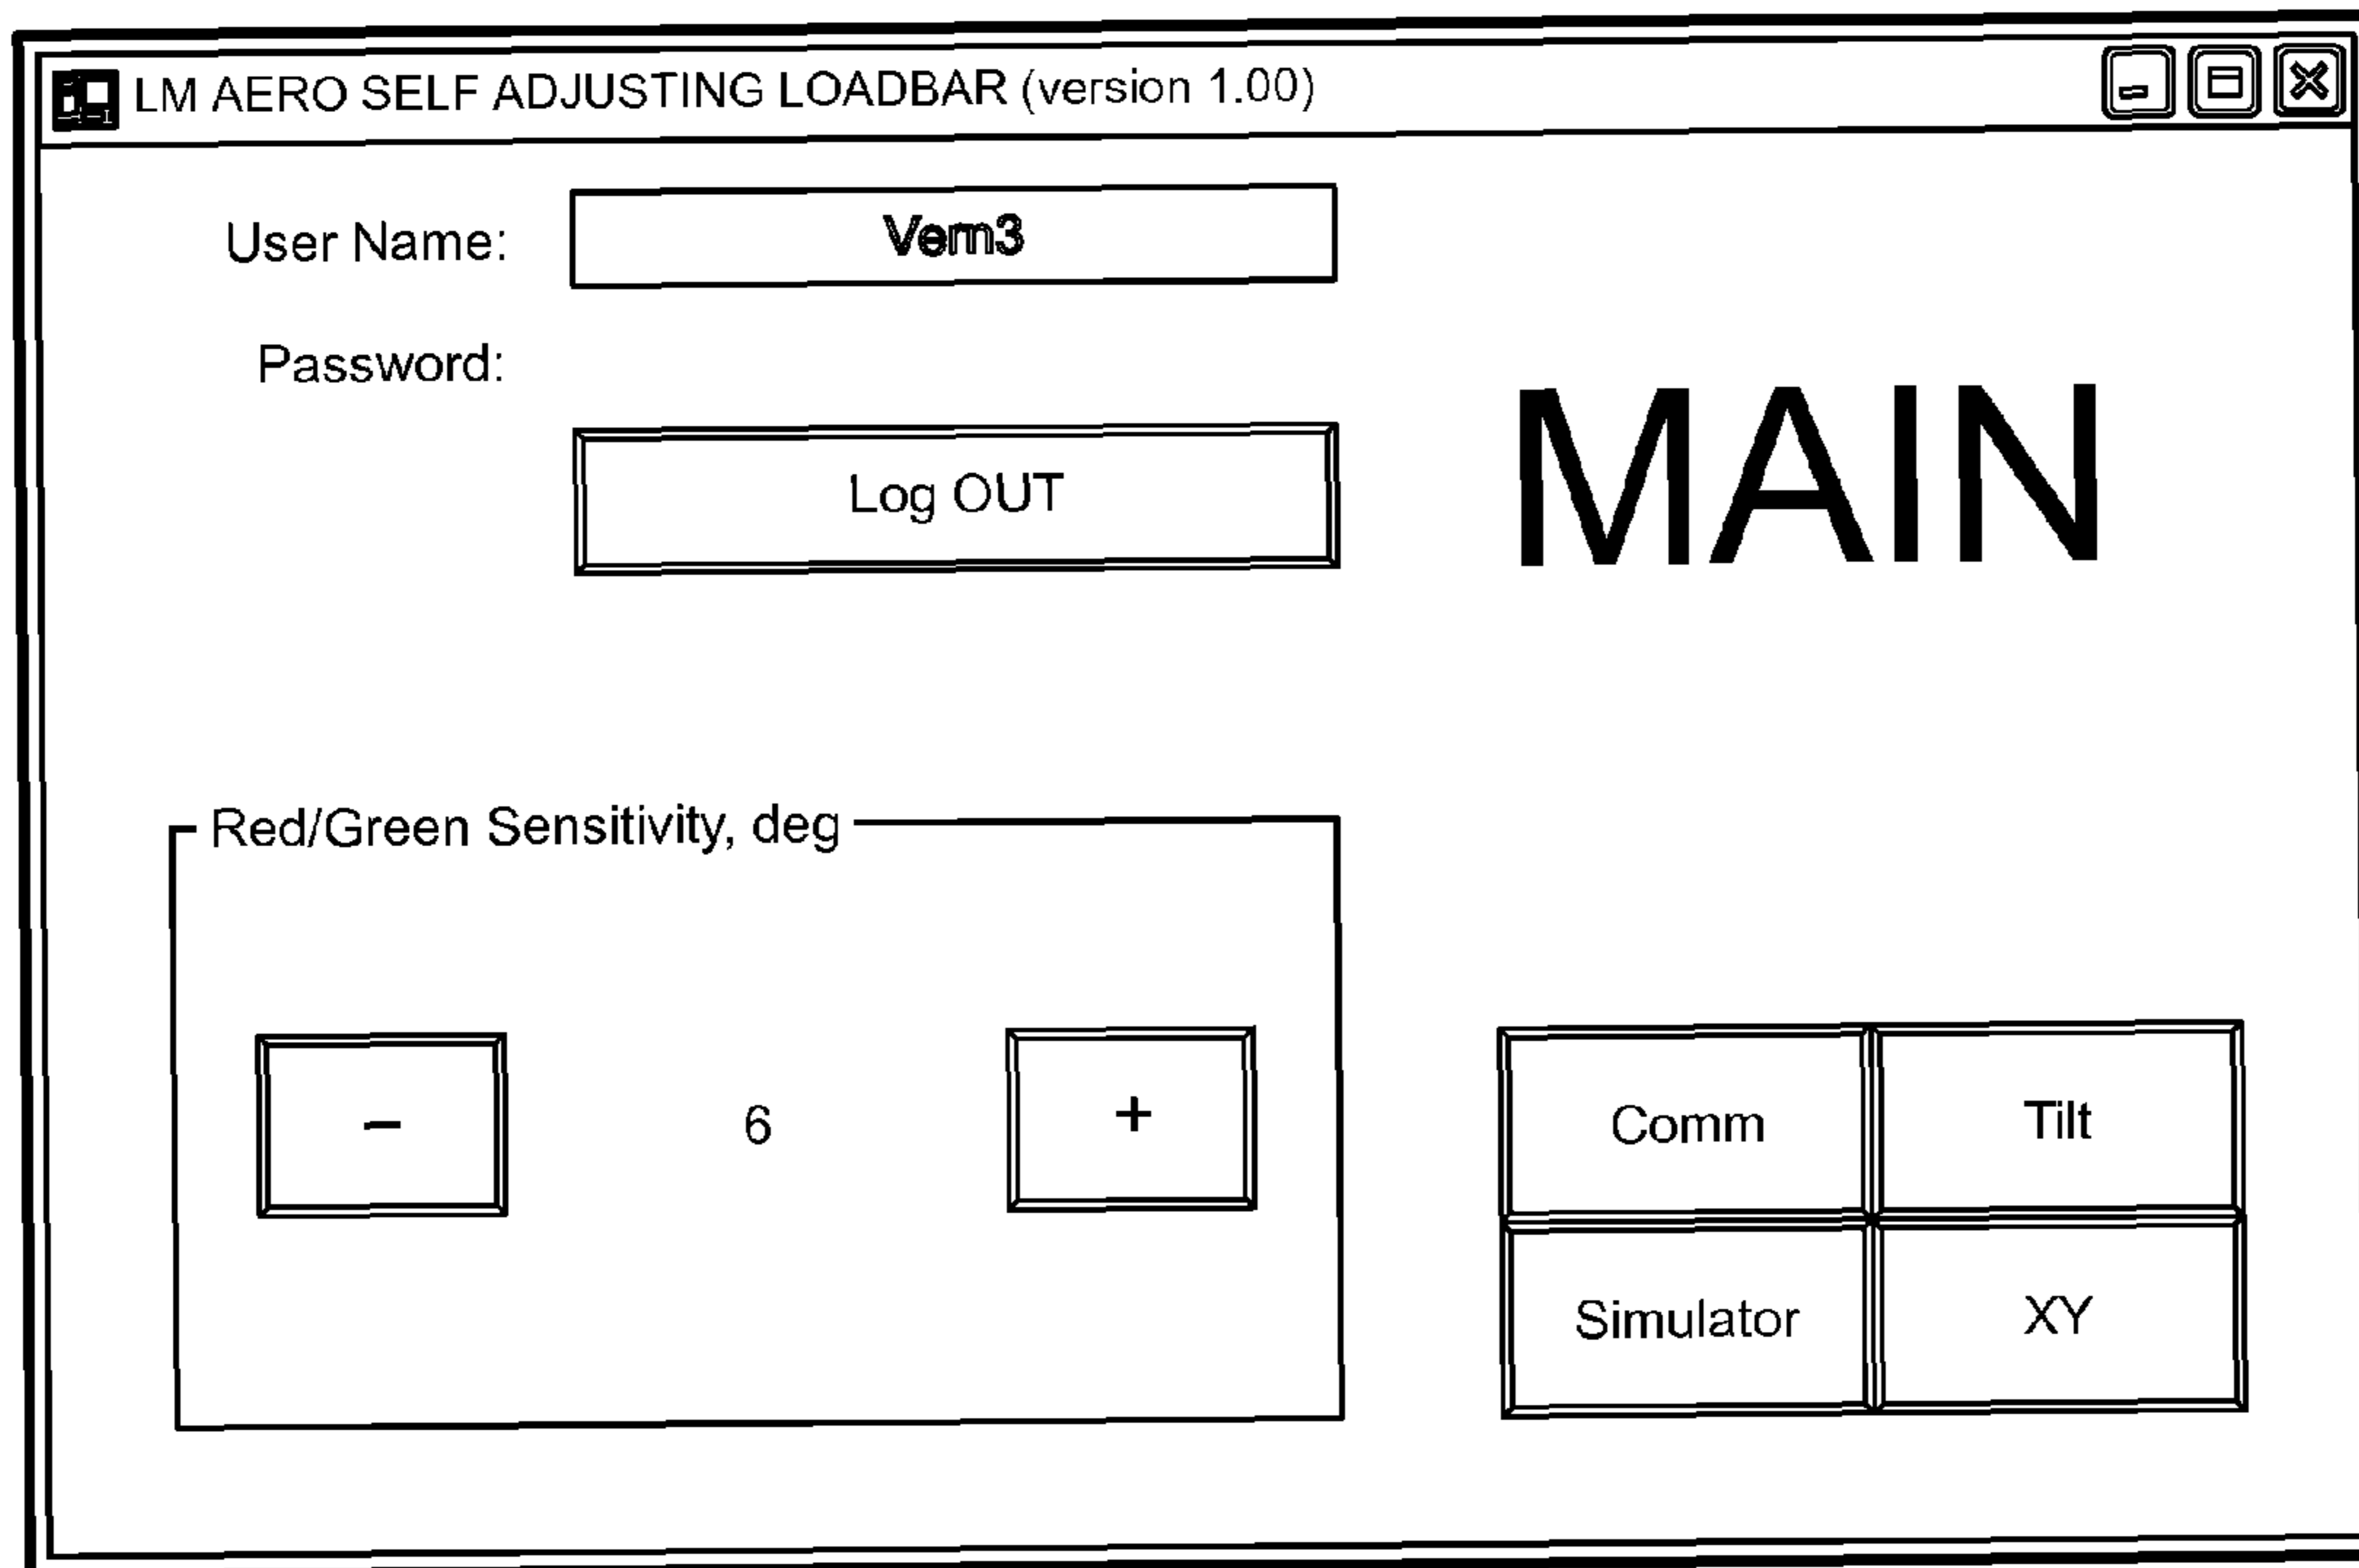 LM AERO SELF ADJUSTING LOADBAR (version 1.00)
User Name: Vern3
Password:
Log OUT
MAIN
Red/Green Sensitivity, deg
– 6 +
Comm Tilt
Simulator XY